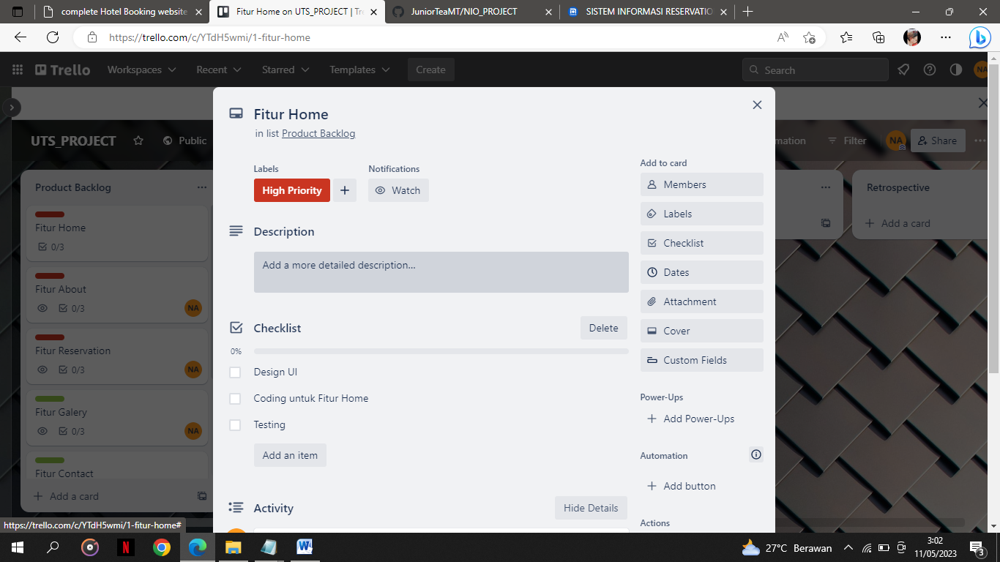 complete Hotel Booking website
Fitur Home on UTS_PROJECT | Tre
JuniorTeaMT/NIO_PROJECT
SISTEM INFORMASI RESERVATIO
https://trello.com/c/YTdH5wmi/1-fitur-home
Trello
Workspaces
Recent
Starred
Templates
Create
Search
NA
UTS_PROJECT
Public
mation
Filter
NA
Share
Product Backlog
Fitur Home
0/3
Fitur About
0/3
NA
Fitur Reservation
0/3
NA
Fitur Galery
0/3
NA
Fitur Contact
+ Add a card
Fitur Home
in list Product Backlog
Labels
High Priority
+
Notifications
Watch
Description
Add a more detailed description...
Checklist
Delete
0%
Design UI
Coding untuk Fitur Home
Testing
Add an item
Activity
Hide Details
Add to card
Members
Labels
Checklist
Dates
Attachment
Cover
Custom Fields
Power-Ups
+ Add Power-Ups
Automation
+ Add button
Actions
Retrospective
+ Add a card
https://trello.com/c/YTdH5wmi/1-fitur-home#
27°C Berawan
3:02
11/05/2023
3